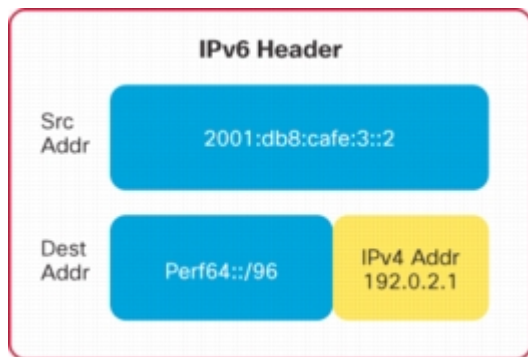 IPv6 Header
Src
Addr
2001:db8:cafe:3::2
Dest
Addr
Perf64::/96
IPv4 Addr
192.0.2.1